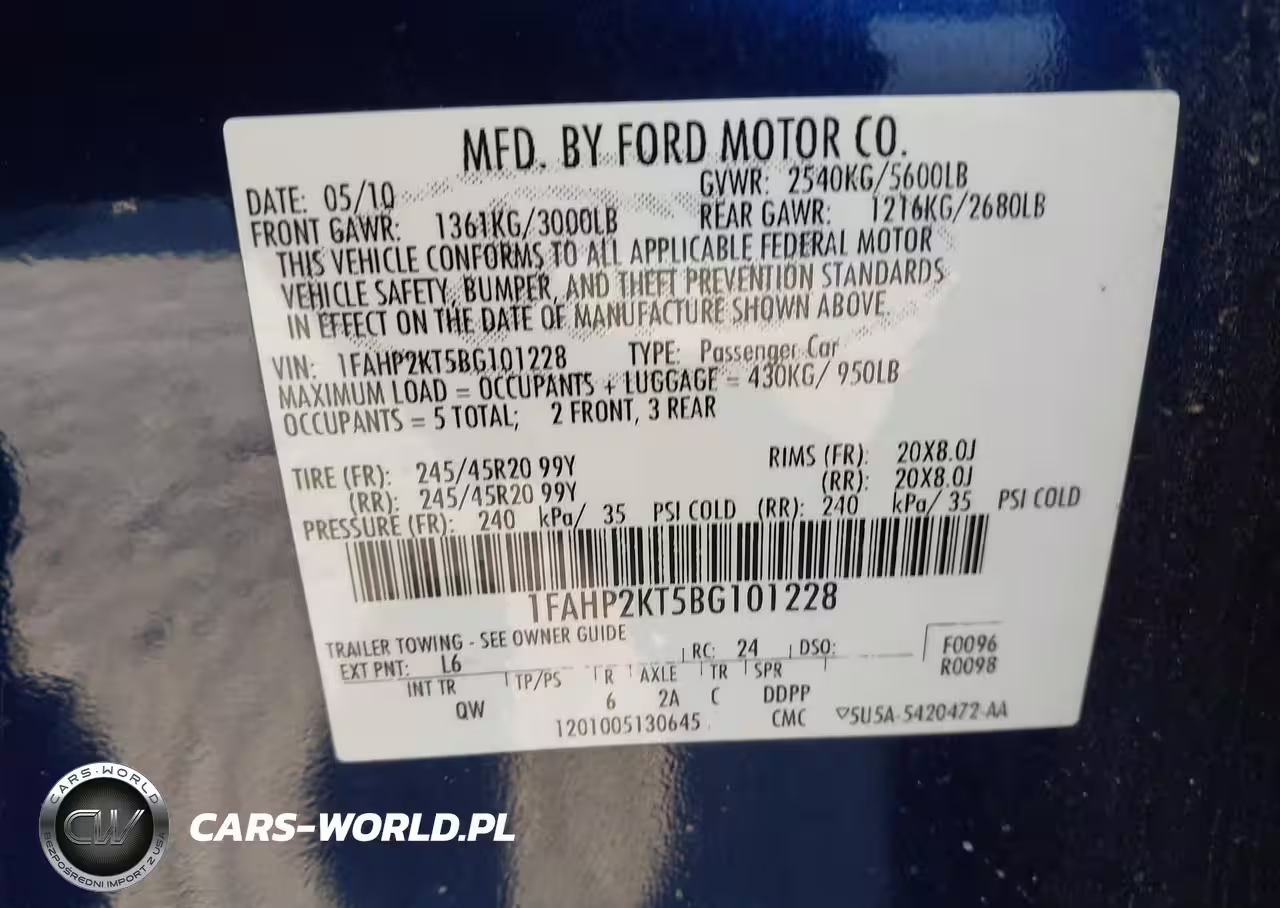 MFD. BY FORD MOTOR CO.
DATE: 05/10 GVWR: 2540KG/5600LB
FRONT GAWR: 1361KG/3000LB REAR GAWR: 1216KG/2680LB
THIS VEHICLE CONFORMS TO ALL APPLICABLE FEDERAL MOTOR
VEHICLE SAFETY, BUMPER, AND THEFT PREVENTION STANDARDS
IN EFFECT ON THE DATE OF MANUFACTURE SHOWN ABOVE.
VIN: 1FAHP2KT5BG101228 TYPE: Passenger Car
MAXIMUM LOAD = OCCUPANTS + LUGGAGE = 430KG/ 950LB
OCCUPANTS = 5 TOTAL; 2 FRONT, 3 REAR
TIRE (FR): 245/45R20 99Y RIMS (FR): 20X8.0J
(RR): 245/45R20 99Y (RR): 20X8.0J
PRESSURE (FR): 240 kPa/ 35 PSI COLD (RR): 240 kPa/ 35 PSI COLD
1FAHP2KT5BG101228
TRAILER TOWING - SEE OWNER GUIDE
EXT PNT: L6 RC: 24 DSO: F0096
R0098
INT TR TP/PS R AXLE TR SPR
QW 6 2A C DDPP
1201005130645 CMC ▽5U5A-5420472-AA
CARS-WORLD
CW
BEZPOŚREDNI IMPORT Z USA
CARS-WORLD.PL